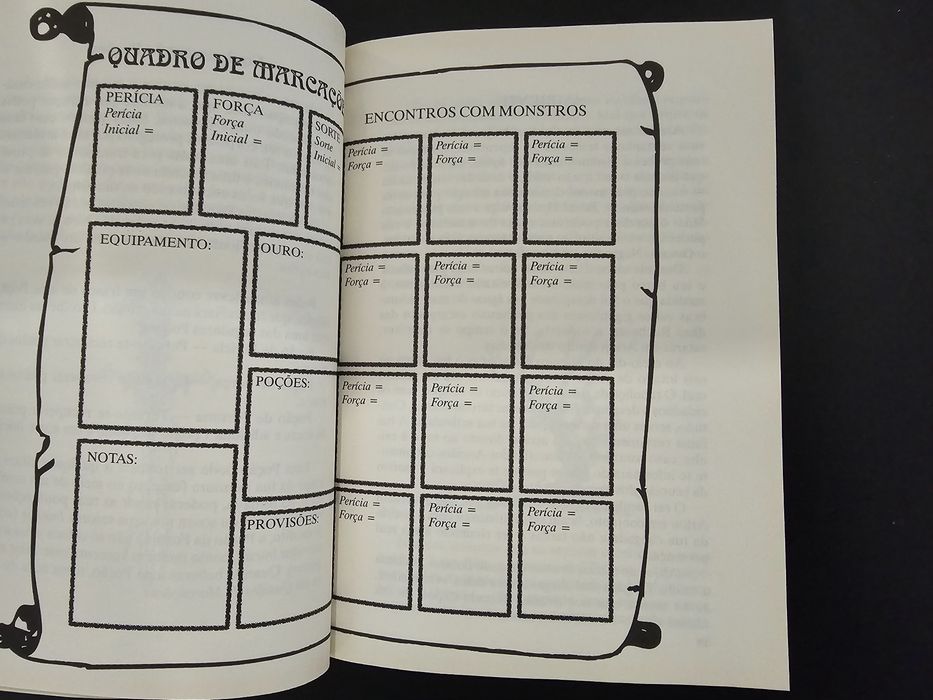 QUADRO DE MARCAÇÕ
PERÍCIA
Perícia
Inicial =
FORÇA
Força
Inicial =
SORTE
Sorte
Inicial =
EQUIPAMENTO:
OURO:
POÇÕES:
NOTAS:
PROVISÕES:
ENCONTROS COM MONSTROS
Perícia =
Força =
Perícia =
Força =
Perícia =
Força =
Perícia =
Força =
Perícia =
Força =
Perícia =
Força =
Perícia =
Força =
Perícia =
Força =
Perícia =
Força =
Perícia =
Força =
Perícia =
Força =
Perícia =
Força =